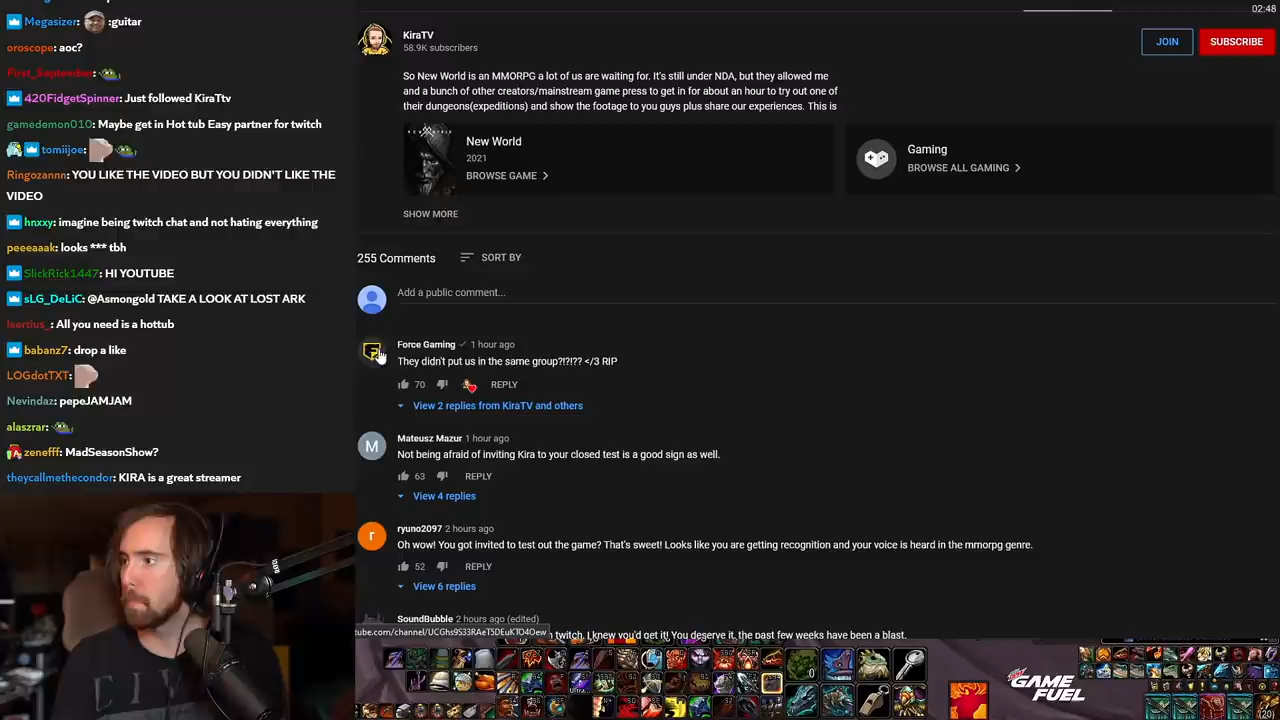 Megasizer: :guitar
oroscope: aoc?
First_September:
420FidgetSpinner: Just followed KiraTtv
gamedemon010: Maybe get in Hot tub Easy partner for twitch
tomiijoe:
Ringozannn: YOU LIKE THE VIDEO BUT YOU DIDN'T LIKE THE
VIDEO
hnxxy: imagine being twitch chat and not hating everything
peeeaaak: looks *** tbh
SlickRick1447: HI YOUTUBE
sLG_DeLiC: @Asmongold TAKE A LOOK AT LOST ARK
lsertius_: All you need is a hottub
babanz7: drop a like
LOGdotTXT:
Nevindaz: pepeJAMJAM
alaszrar:
zenefff: MadSeasonShow?
theycallmethecondor: KIRA is a great streamer
02:48
KiraTV
58.9K subscribers
JOIN
SUBSCRIBE
So New World is an MMORPG a lot of us are waiting for. It's still under NDA, but they allowed me
and a bunch of other creators/mainstream game press to get in for about an hour to try out one of
their dungeons(expeditions) and show the footage to you guys plus share our experiences. This is
New World
2021
BROWSE GAME
Gaming
BROWSE ALL GAMING
SHOW MORE
255 Comments
SORT BY
Add a public comment...
Force Gaming 1 hour ago
They didn't put us in the same group?!?!?? </3 RIP
70 REPLY
View 2 replies from KiraTV and others
M
Mateusz Mazur 1 hour ago
Not being afraid of inviting Kira to your closed test is a good sign as well.
63 REPLY
View 4 replies
r
ryuno2097 2 hours ago
Oh wow! You got invited to test out the game? That's sweet! Looks like you are getting recognition and your voice is heard in the mmorpg genre.
52 REPLY
View 6 replies
SoundBubble 2 hours ago (edited)
twitch, I knew you'd get it! You deserve it, the past few weeks have been a blast.
GAME
FUEL